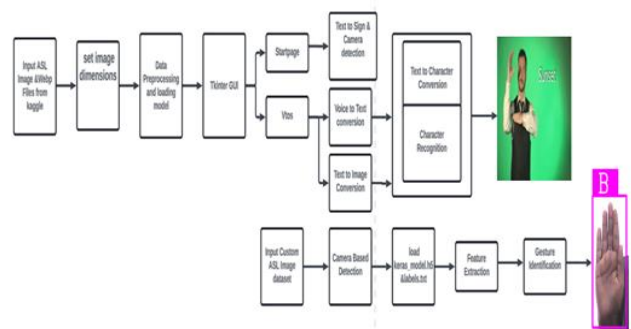 Input ASL
Image &Webp
Files from
kaggle
set image
dimensions
Data
Preprocessing
and loading
model
Tkinter GUI
Startpage
Text to Sign &
Camera
detection
Vtos
Voice to Text
conversion
Text to Image
Conversion
Text to Character
Conversion
Character
Recognition
Sunset
Input Custom
ASL Image
dataset
Camera Based
Detection
load
keras_model.h5
&labels.txt
Feature
Extraction
Gesture
Identification
B